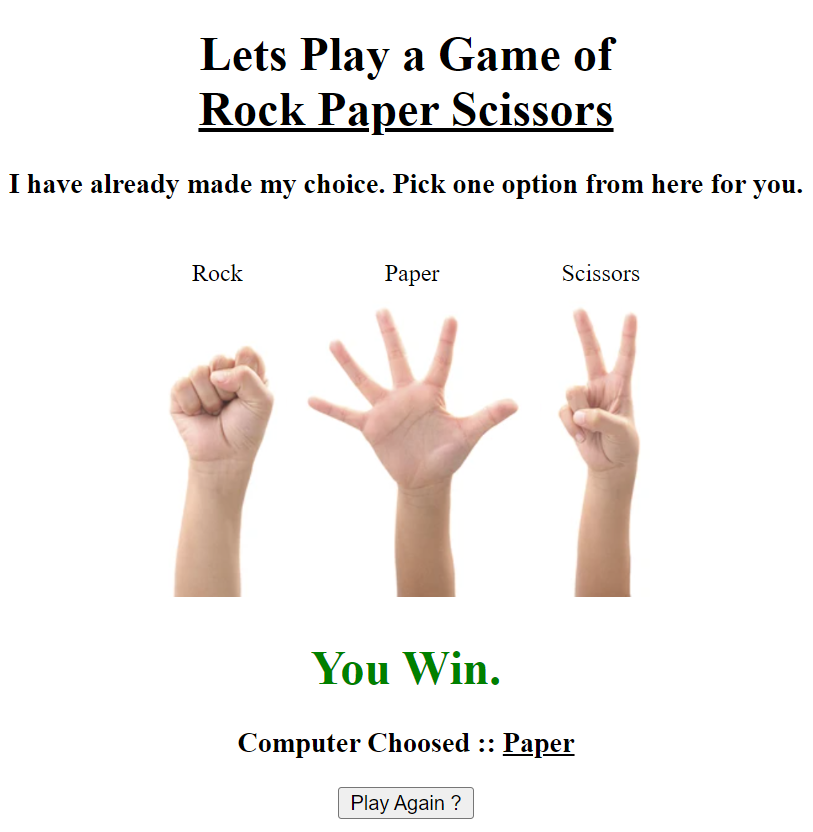 Lets Play a Game of
Rock Paper Scissors
I have already made my choice. Pick one option from here for you.
Rock Paper Scissors
You Win.
Computer Choosed :: Paper
Play Again ?